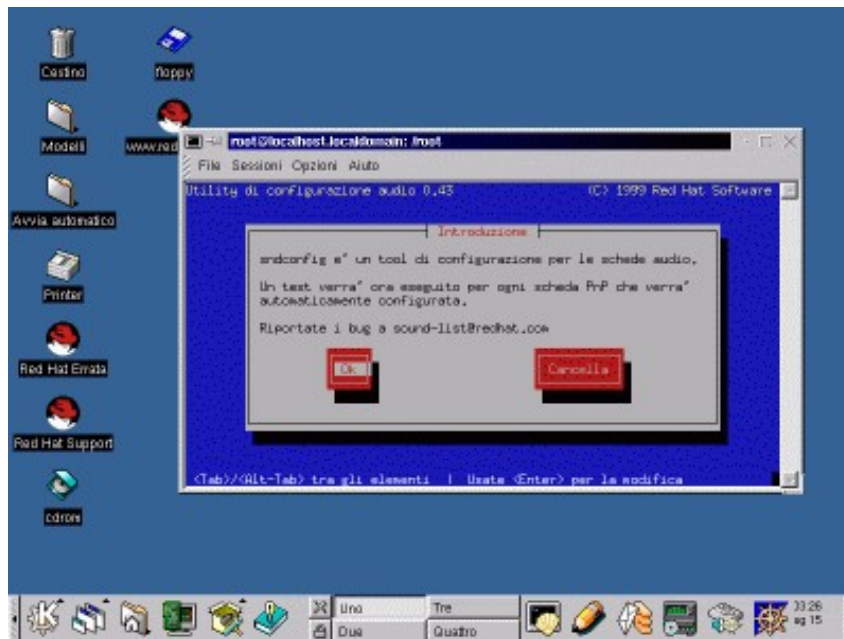 Cestino
floppy
Modelli
www.red
Avvia automatico
Printer
Red Hat Errata
Red Hat Support
cdrom
root@localhost.localdomain: /root
File Sessioni Opzioni Aiuto
Utility di configurazione audio 0.43 (C) 1999 Red Hat Software
Introduzione
sndconfig e' un tool di configurazione per le schede audio.
Un test verra' ora eseguito per ogni scheda PnP che verra'
automaticamente configurata.
Riportate i bug a sound-list@redhat.com
Ok Cancella
<Tab>/<Alt-Tab> tra gli elementi | Usate <Enter> per la modifica
Uno Tre
Due Quattro
ag 15